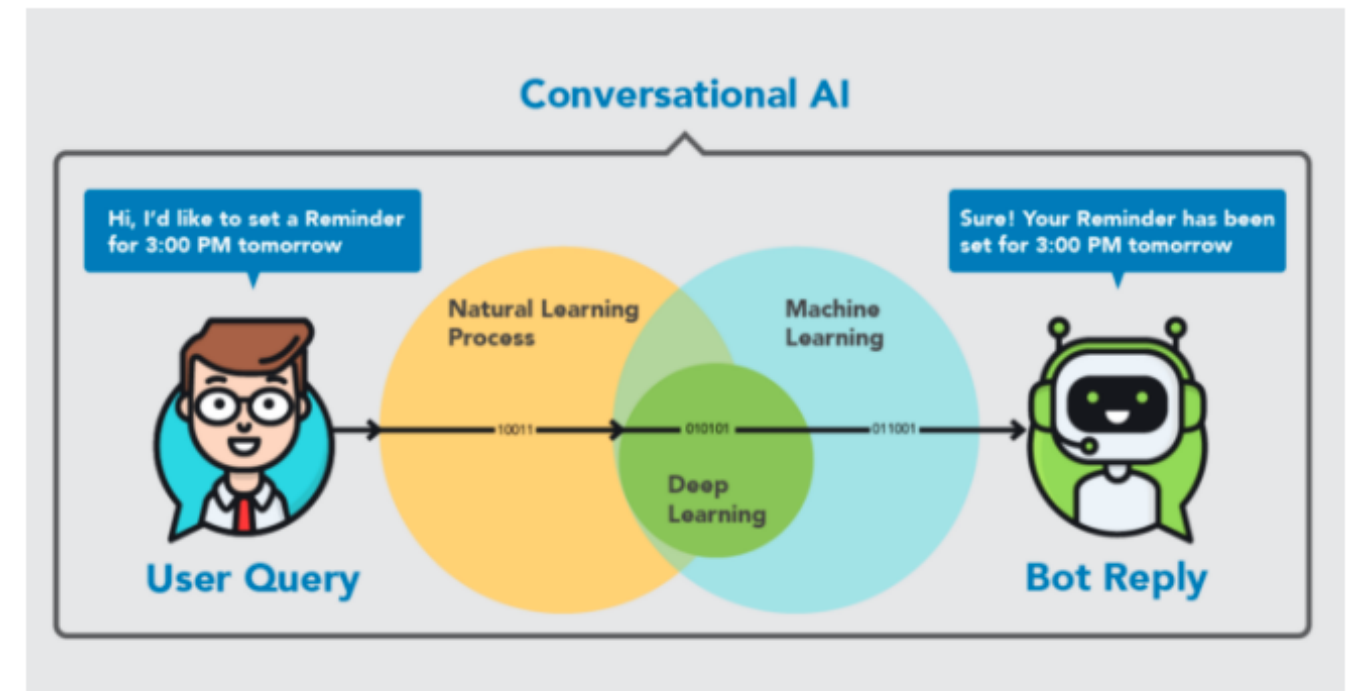 Conversational AI
Hi, I'd like to set a Reminder
for 3:00 PM tomorrow
Sure! Your Reminder has been
set for 3:00 PM tomorrow
Natural Learning
Process
Machine
Learning
10011
010101
011001
Deep
Learning
User Query
Bot Reply